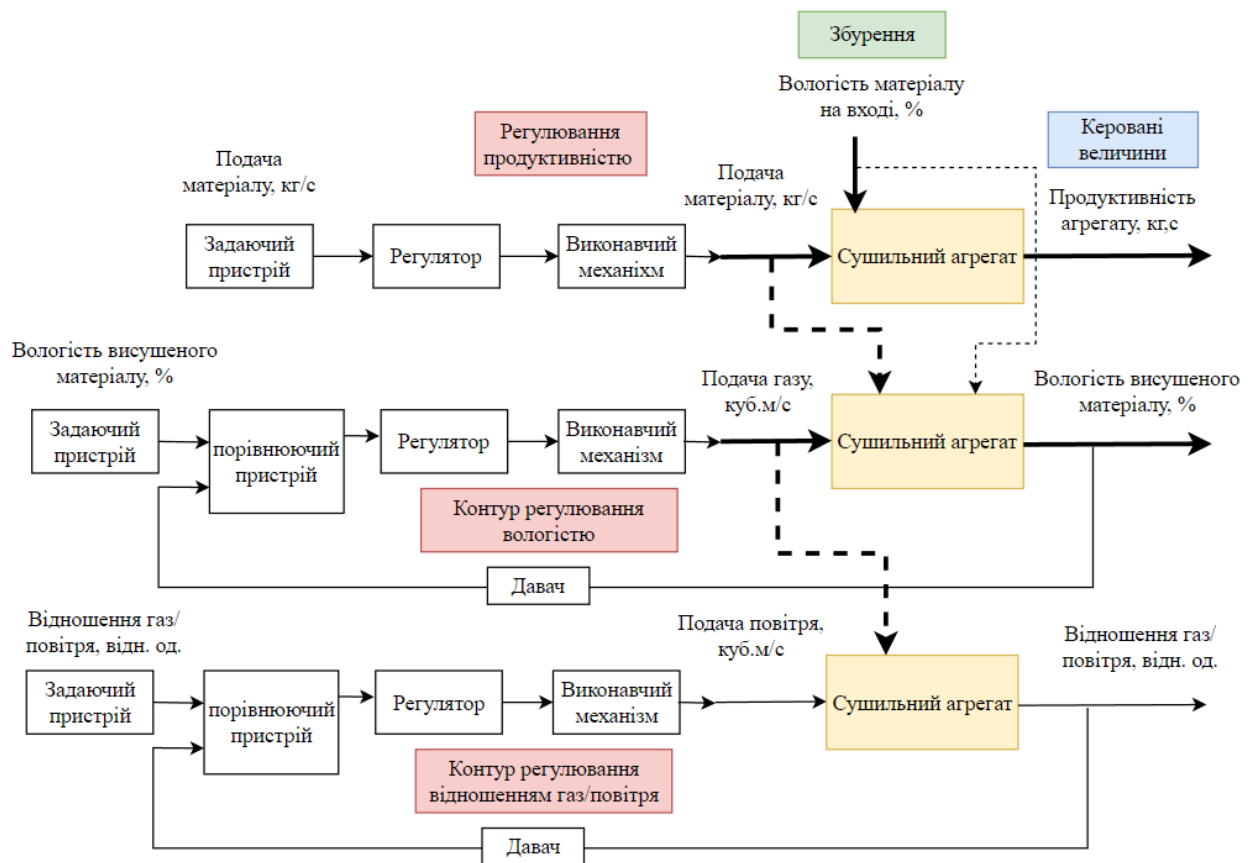 Збурення
Вологість матеріалу
на вході, %
Регулювання
продуктивністю
Керовані
величини
Подача
матеріалу, кг/с
Подача
матеріалу, кг/с
Продуктивність
агрегату, кг,с
Задаючий
пристрій
Регулятор
Виконавчий
механіхм
Сушильний агрегат
Вологість висушеного
матеріалу, %
Подача газу,
куб.м/с
Вологість висушеного
матеріалу, %
Задаючий
пристрій
порівнюючий
пристрій
Регулятор
Виконавчий
механізм
Сушильний агрегат
Контур регулювання
вологістю
Давач
Відношення газ/
повітря, відн. од.
Подача повітря,
куб.м/с
Відношення газ/
повітря, відн. од.
Задаючий
пристрій
порівнюючий
пристрій
Регулятор
Виконавчий
механізм
Сушильний агрегат
Контур регулювання
відношенням газ/повітря
Давач